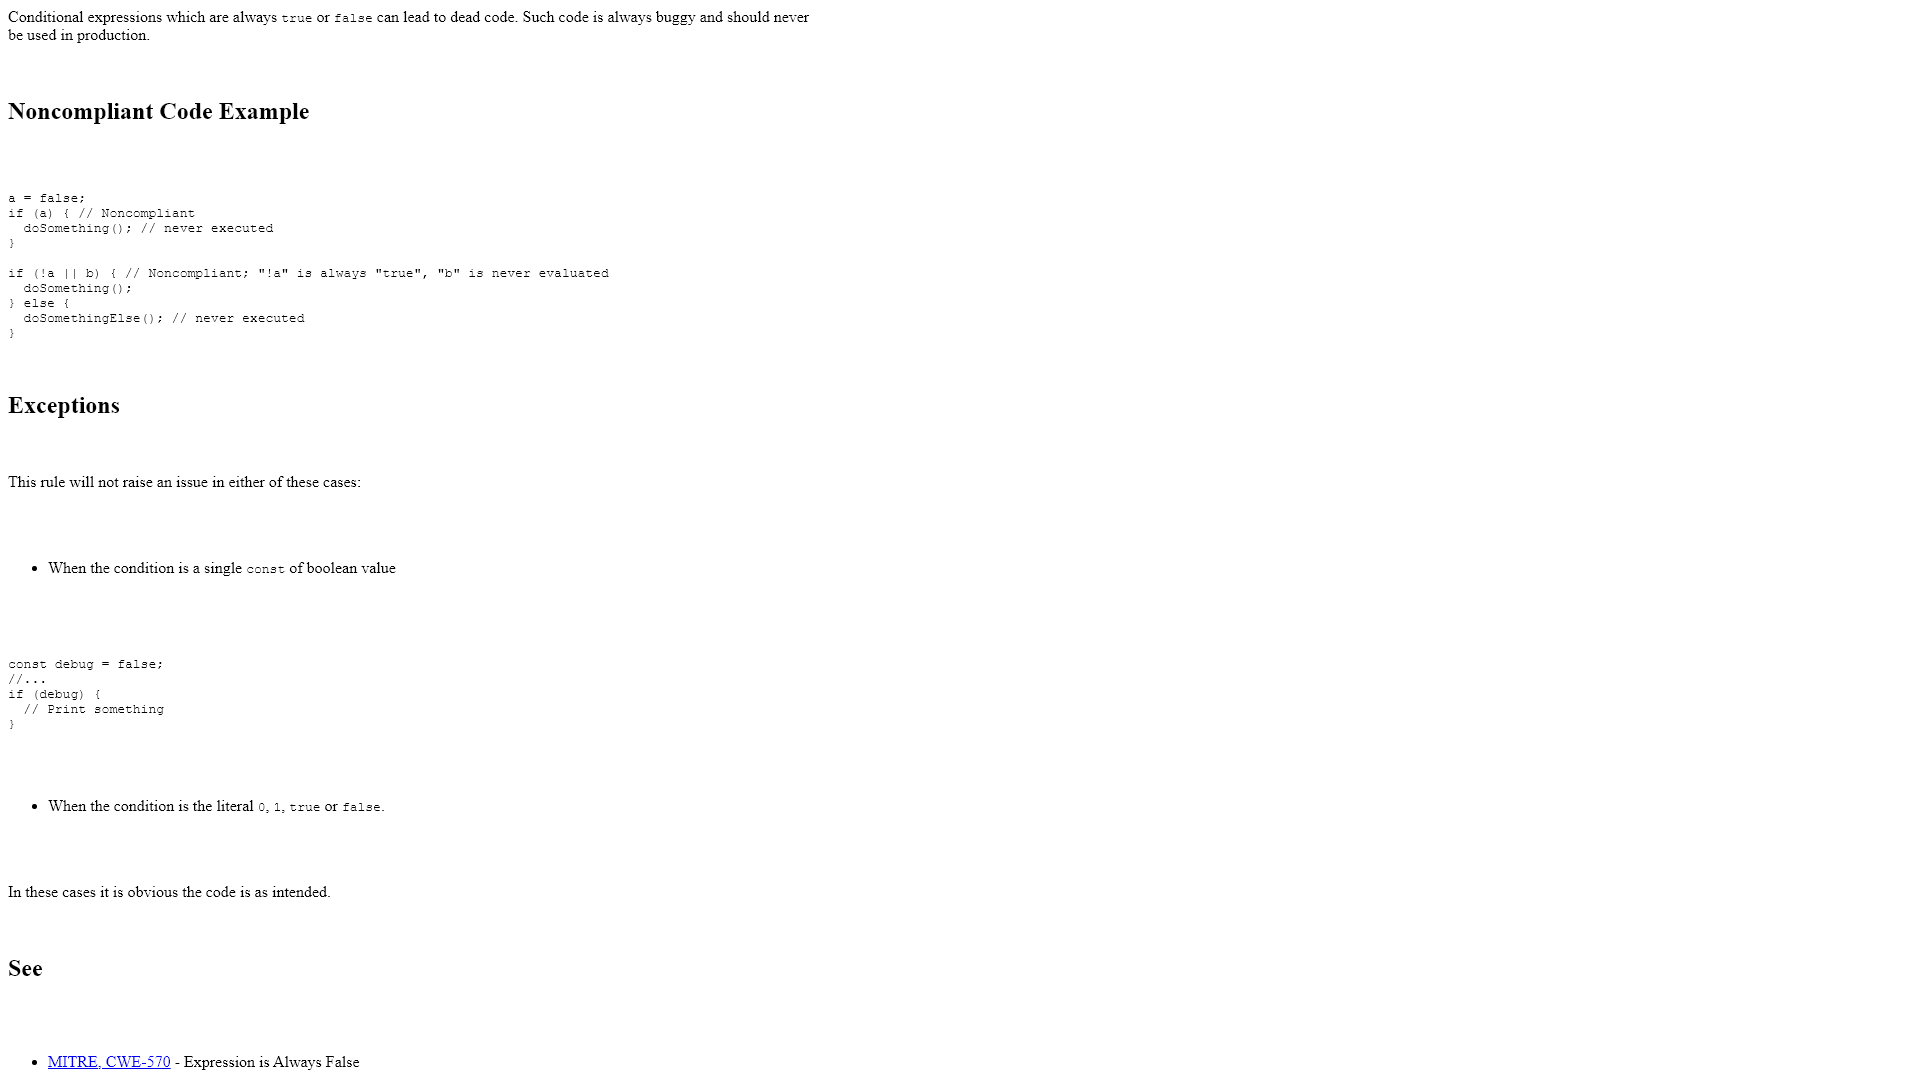 Conditional expressions which are always true or false can lead to dead code. Such code is always buggy and should never
be used in production.
Noncompliant Code Example
a = false;
if (a) { // Noncompliant
  doSomething(); // never executed
}
if (!a || b) { // Noncompliant; "!a" is always "true", "b" is never evaluated
  doSomething();
} else {
  doSomethingElse(); // never executed
}
Exceptions
This rule will not raise an issue in either of these cases:
• When the condition is a single const of boolean value
const debug = false;
//...
if (debug) {
  // Print something
}
• When the condition is the literal 0, 1, true or false.
In these cases it is obvious the code is as intended.
See
• MITRE, CWE-570 - Expression is Always False